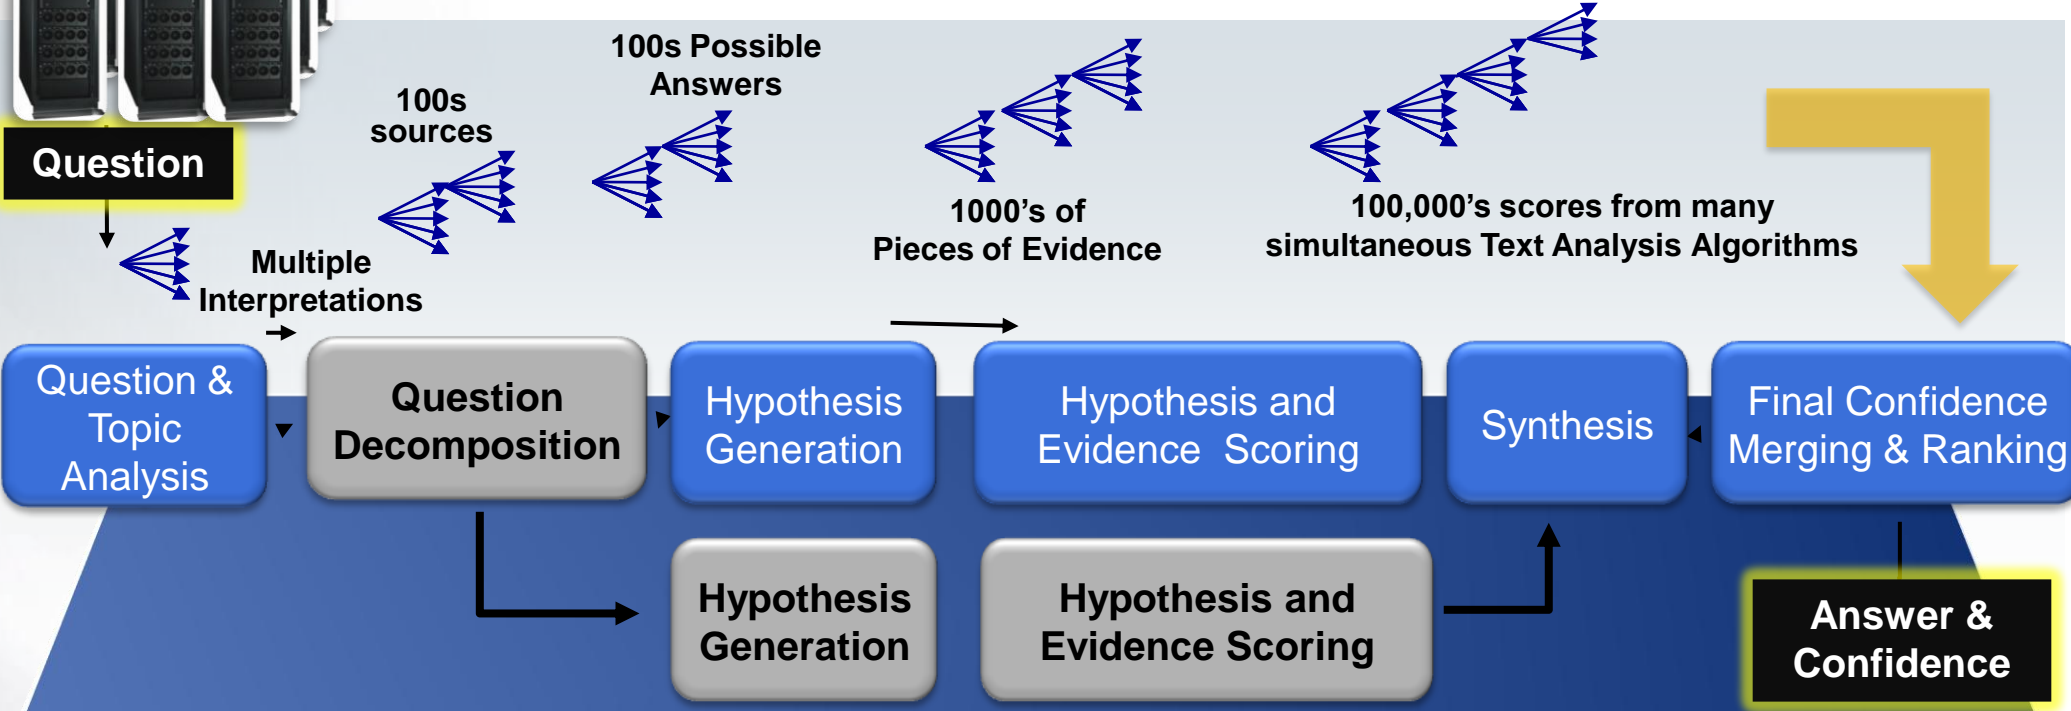 Question
100s
sources
100s Possible
Answers
Multiple
Interpretations
1000’s of
Pieces of Evidence
100,000’s scores from many
simultaneous Text Analysis Algorithms
Question &
Topic
Analysis
Question
Decomposition
Hypothesis
Generation
Hypothesis and
Evidence Scoring
Synthesis
Final Confidence
Merging & Ranking
Hypothesis
Generation
Hypothesis and
Evidence Scoring
Answer &
Confidence